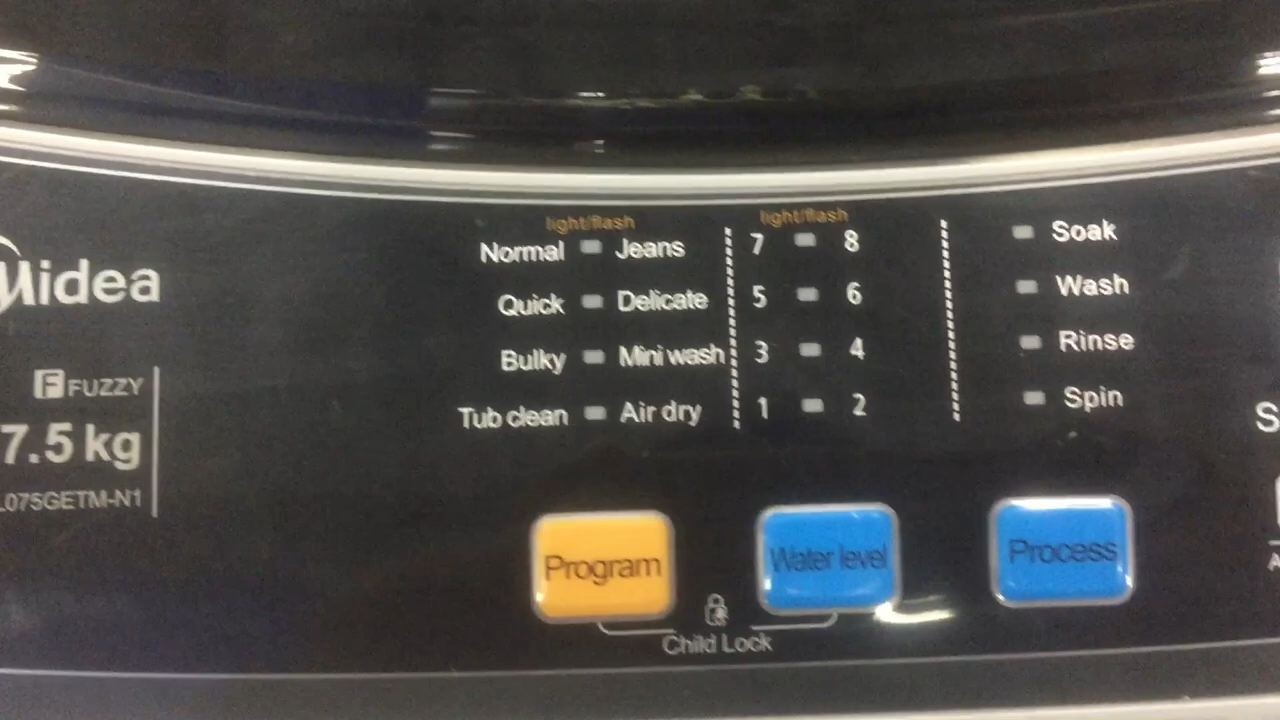 Midea
F FUZZY
7.5 kg
L075GETM-N1
light/flash
Normal Jeans
Quick Delicate
Bulky Mini wash
Tub clean Air dry
light/flash
7 8
5 6
3 4
1 2
Soak
Wash
Rinse
Spin
Program
Water level
Process
Child Lock